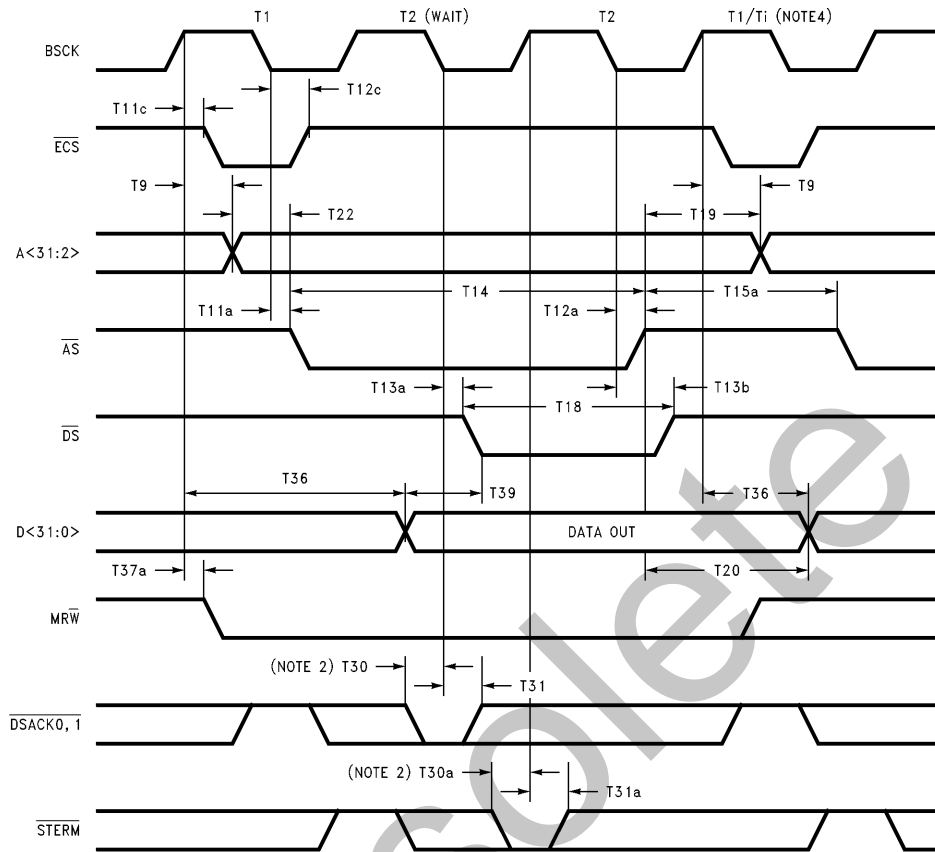 T1 T2 (WAIT) T2 T1/Ti (NOTE4)
BSCK
T12c
T11c
ECS
T9 T9
T22 T19
A<31:2>
T14 T15a
T11a T12a
AS
T13a T13b
T18
DS
T36 T39 T36
D<31:0> DATA OUT
T37a T20
MRW
(NOTE 2) T30
T31
DSACK0, 1
(NOTE 2) T30a
T31a
STERM
solete